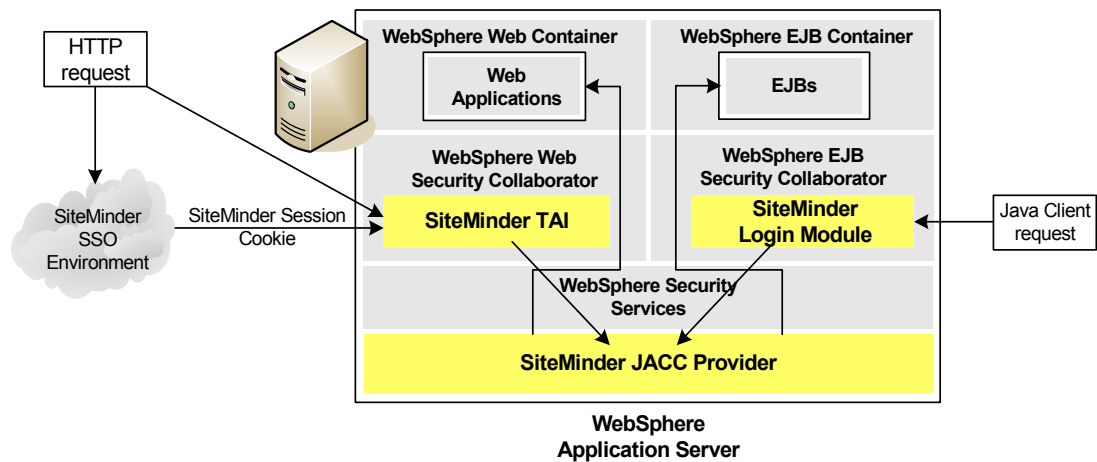 HTTP
request
WebSphere Web Container
Web
Applications
WebSphere EJB Container
EJBs
WebSphere Web
Security Collaborator
SiteMinder TAI
WebSphere EJB
Security Collaborator
SiteMinder
Login Module
SiteMinder
SSO
Environment
SiteMinder Session
Cookie
Java Client
request
WebSphere Security
Services
SiteMinder JACC Provider
WebSphere
Application Server